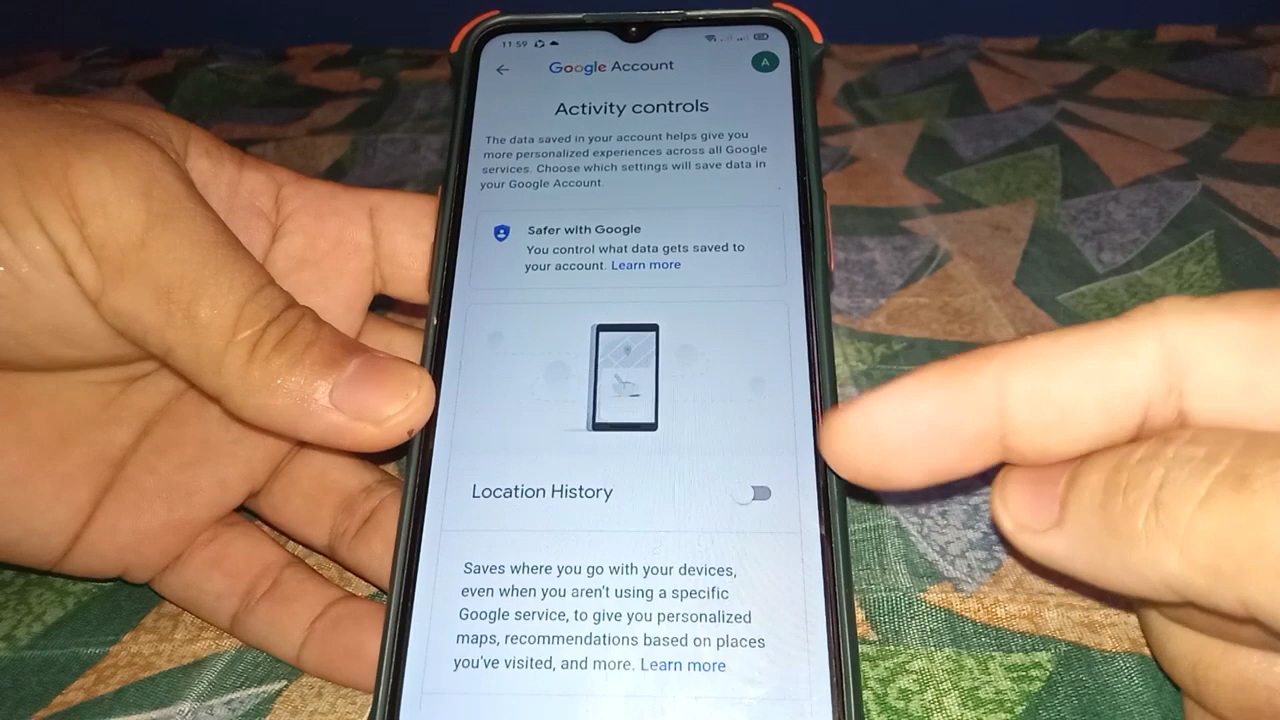 11:59
Google Account
A
Activity controls
The data saved in your account helps give you
more personalized experiences across all Google
services. Choose which settings will save data in
your Google Account.
Safer with Google
You control what data gets saved to
your account. Learn more
Location History
Saves where you go with your devices,
even when you aren't using a specific
Google service, to give you personalized
maps, recommendations based on places
you've visited, and more. Learn more